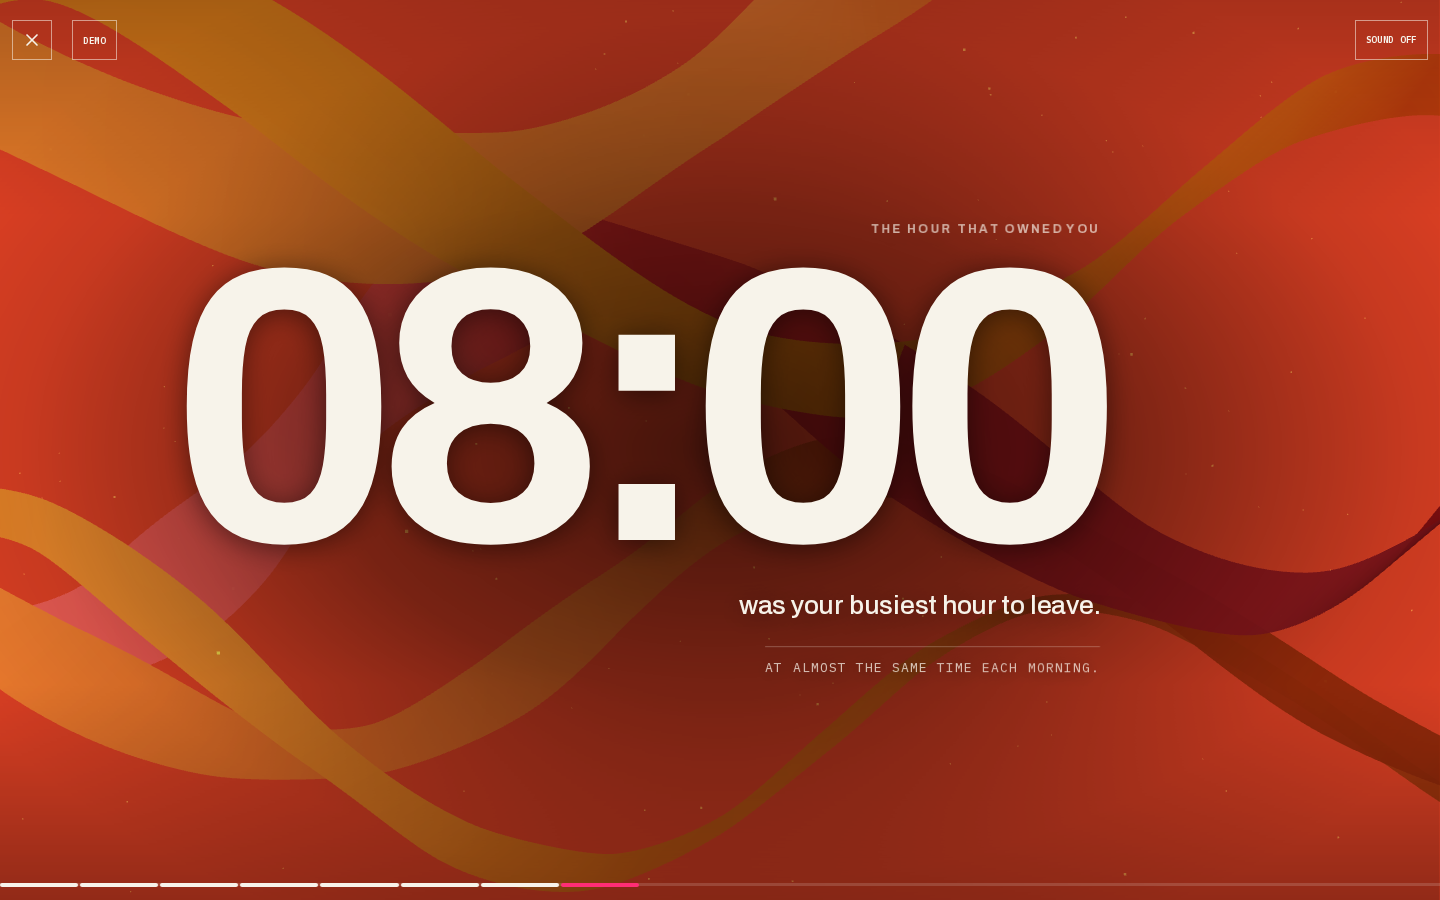 DEMO
SOUND OFF
THE HOUR THAT OWNED YOU
08:00
was your busiest hour to leave.
AT ALMOST THE SAME TIME EACH MORNING.